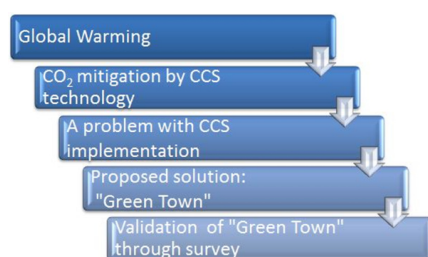 Global Warming
CO₂ mitigation by CCS
technology
A problem with CCS
implementation
Proposed solution:
"Green Town"
Validation of "Green Town"
through survey